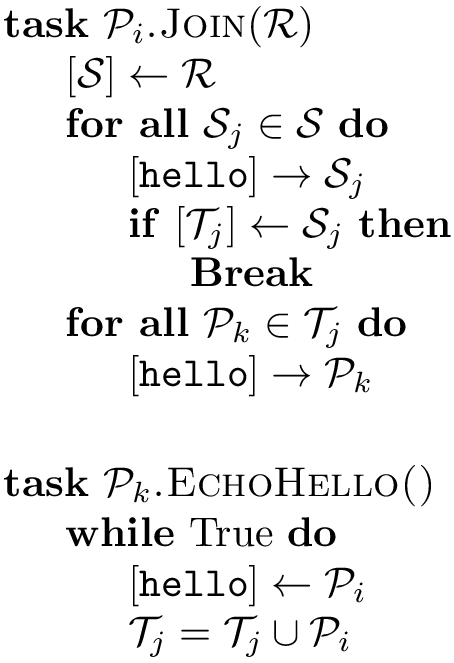 task 𝒫ᵢ.JOIN(ℛ)
[𝒮] ← ℛ
for all 𝒮ⱼ ∈ 𝒮 do
[hello] → 𝒮ⱼ
if [𝒯ⱼ] ← 𝒮ⱼ then
Break
for all 𝒫ₖ ∈ 𝒯ⱼ do
[hello] → 𝒫ₖ
task 𝒫ₖ.ECHOHELLO()
while True do
[hello] ← 𝒫ᵢ
𝒯ⱼ = 𝒯ⱼ ∪ 𝒫ᵢ